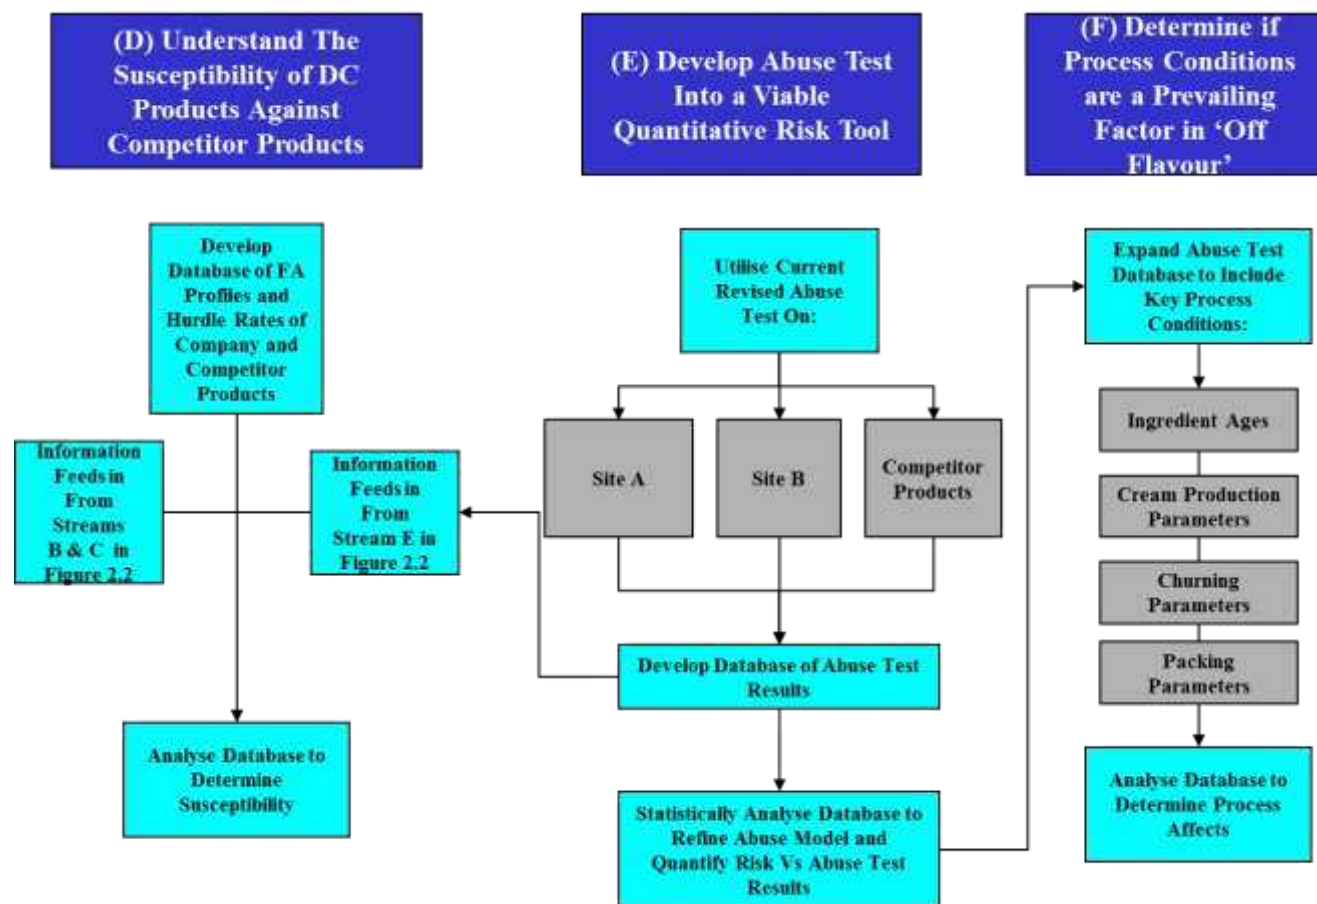 (D) Understand The
Susceptibility of DC
Products Against
Competitor Products
(E) Develop Abuse Test
Into a Viable
Quantitative Risk Tool
(F) Determine if
Process Conditions
are a Prevailing
Factor in ‘Off
Flavour’
Develop
Database of FA
Profiles and
Hurdle Rates of
Company and
Competitor
Products
Information
Feeds in
From
Streams
B & C in
Figure 2.2
Information
Feeds in
From
Stream E in
Figure 2.2
Analyse Database to
Determine
Susceptibility
Utilise Current
Revised Abuse
Test On:
Site A
Site B
Competitor
Products
Develop Database of Abuse Test
Results
Statistically Analyse Database to
Refine Abuse Model and
Quantify Risk Vs Abuse Test
Results
Expand Abuse Test
Database to Include
Key Process
Conditions:
Ingredient Ages
Cream Production
Parameters
Churning
Parameters
Packing
Parameters
Analyse Database to
Determine Process
Affects